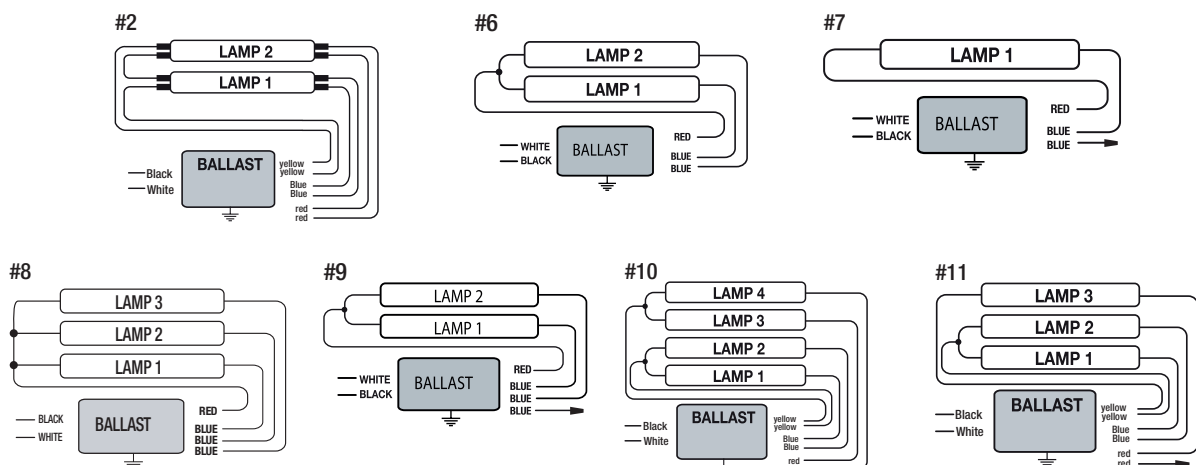 #2
LAMP 2
LAMP 1
BALLAST
Black
White
yellow
yellow
Blue
Blue
red
red
#6
LAMP 2
LAMP 1
WHITE
BLACK
BALLAST
RED
BLUE
BLUE
#7
LAMP 1
WHITE
BLACK
BALLAST
RED
BLUE
BLUE
#8
LAMP 3
LAMP 2
LAMP 1
BLACK
WHITE
BALLAST
RED
BLUE
BLUE
BLUE
#9
LAMP 2
LAMP 1
WHITE
BLACK
BALLAST
RED
BLUE
BLUE
BLUE
#10
LAMP 4
LAMP 3
LAMP 2
LAMP 1
Black
White
BALLAST
yellow
yellow
Blue
Blue
red
#11
LAMP 3
LAMP 2
LAMP 1
Black
White
BALLAST
yellow
yellow
Blue
Blue
red
red